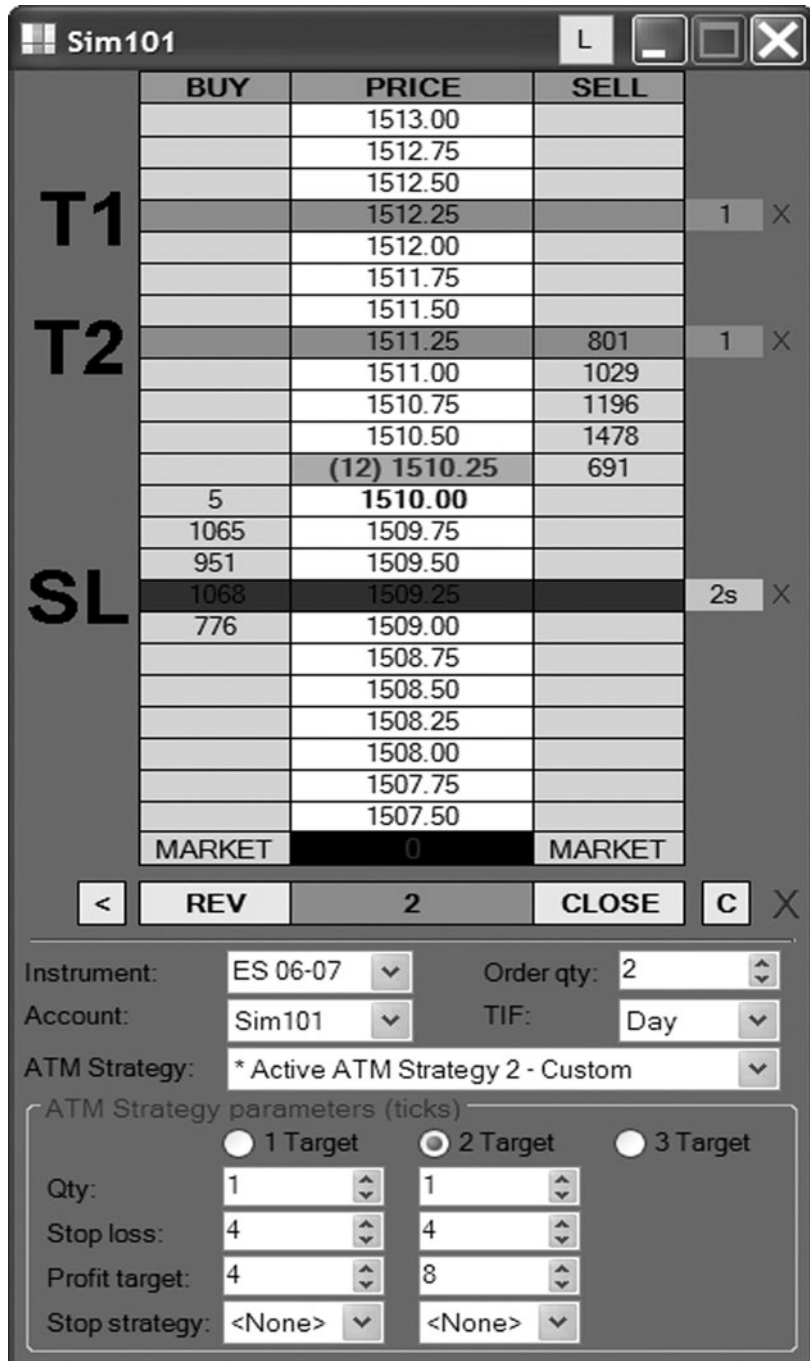 Sim101 L
BUY PRICE SELL
1513.00
1512.75
1512.50
T1 1512.25 1 X
1512.00
1511.75
1511.50
T2 1511.25 801 1 X
1511.00 1029
1510.75 1196
1510.50 1478
(12) 1510.25 691
5 1510.00
1065 1509.75
951 1509.50
SL 1068 1509.25 2s X
776 1509.00
1508.75
1508.50
1508.25
1508.00
1507.75
1507.50
MARKET 0 MARKET
< REV 2 CLOSE C X
Instrument: ES 06-07 Order qty: 2
Account: Sim101 TIF: Day
ATM Strategy: * Active ATM Strategy 2 - Custom
ATM Strategy parameters (ticks)
1 Target 2 Target 3 Target
Qty: 1 1
Stop loss: 4 4
Profit target: 4 8
Stop strategy: <None> <None>